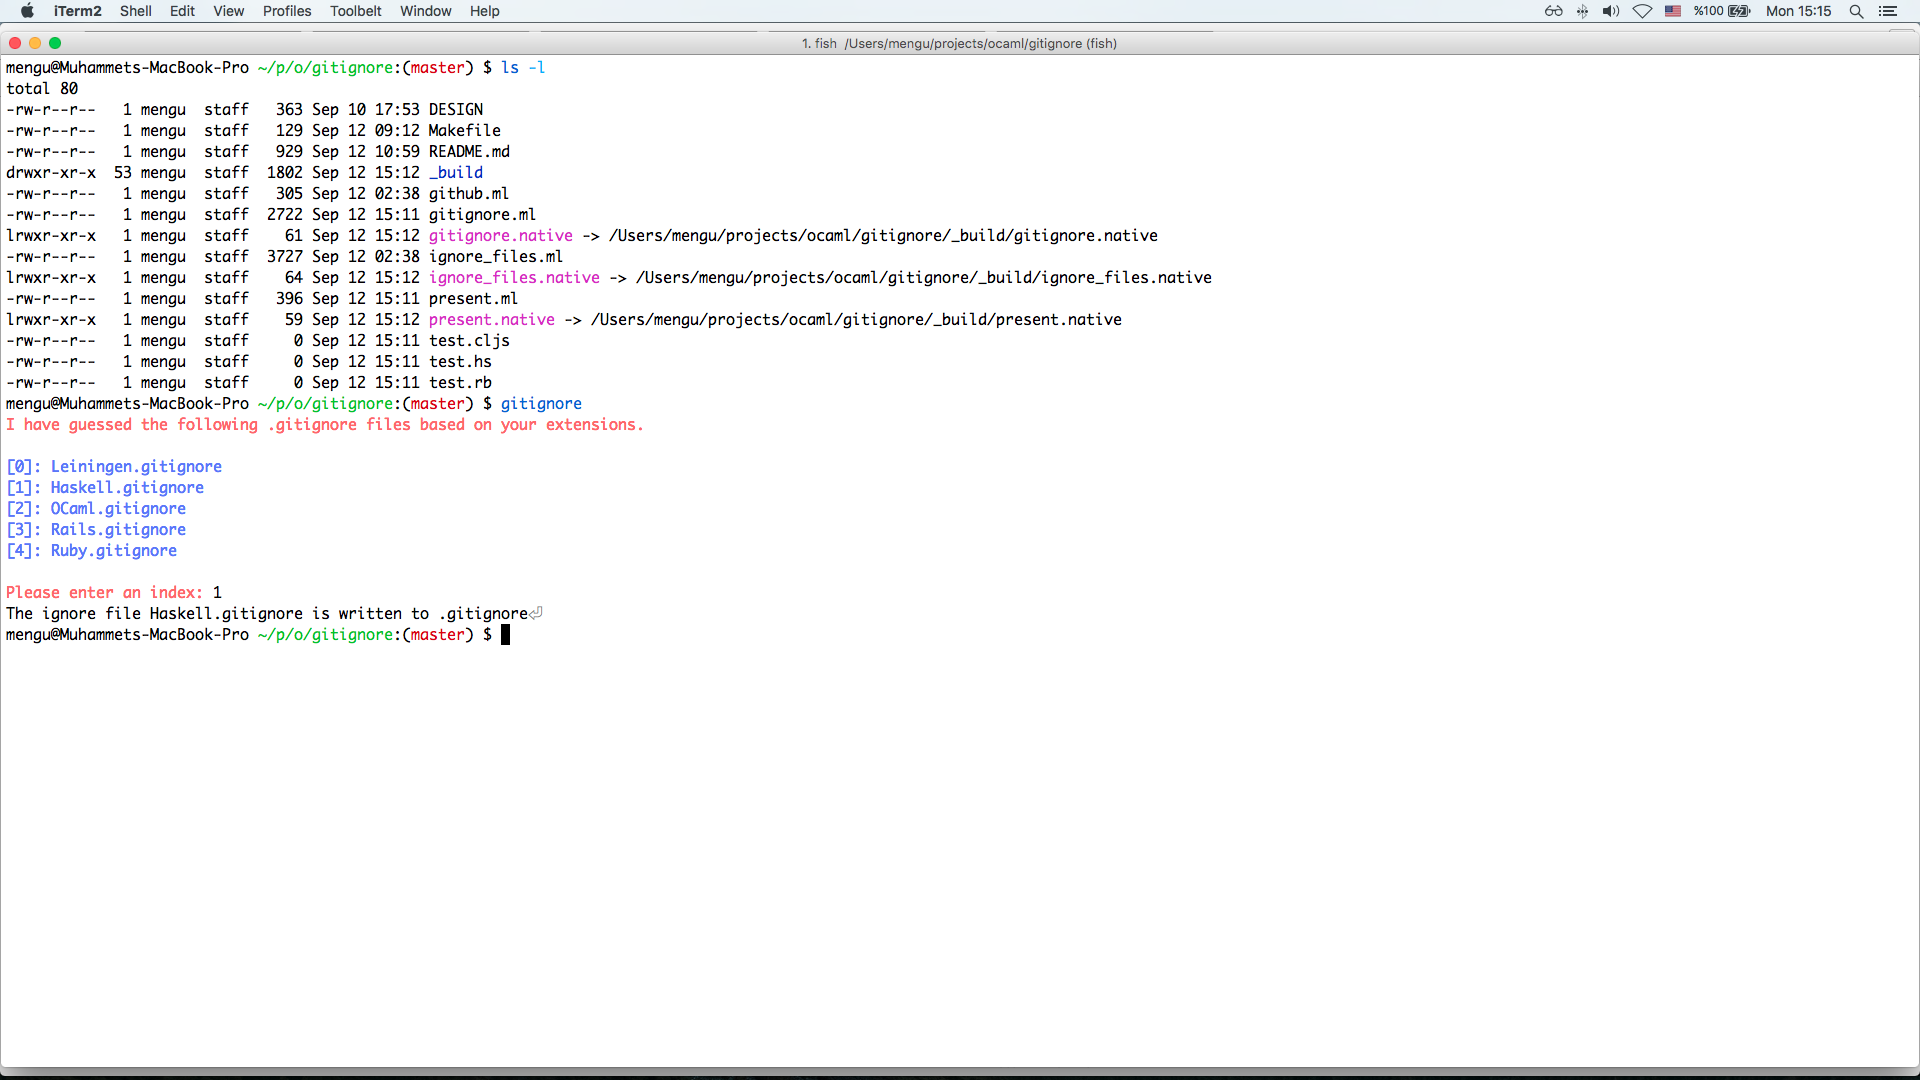 iTerm2 Shell Edit View Profiles Toolbelt Window Help %100 Mon 15:15
1. fish /Users/mengu/projects/ocaml/gitignore (fish)
mengu@Muhammets-MacBook-Pro ~/p/o/gitignore:(master) $ ls -l
total 80
-rw-r--r--   1 mengu  staff   363 Sep 10 17:53 DESIGN
-rw-r--r--   1 mengu  staff   129 Sep 12 09:12 Makefile
-rw-r--r--   1 mengu  staff   929 Sep 12 10:59 README.md
drwxr-xr-x  53 mengu  staff  1802 Sep 12 15:12 _build
-rw-r--r--   1 mengu  staff   305 Sep 12 02:38 github.ml
-rw-r--r--   1 mengu  staff  2722 Sep 12 15:11 gitignore.ml
lrwxr-xr-x   1 mengu  staff    61 Sep 12 15:12 gitignore.native -> /Users/mengu/projects/ocaml/gitignore/_build/gitignore.native
-rw-r--r--   1 mengu  staff  3727 Sep 12 02:38 ignore_files.ml
lrwxr-xr-x   1 mengu  staff    64 Sep 12 15:12 ignore_files.native -> /Users/mengu/projects/ocaml/gitignore/_build/ignore_files.native
-rw-r--r--   1 mengu  staff   396 Sep 12 15:11 present.ml
lrwxr-xr-x   1 mengu  staff    59 Sep 12 15:12 present.native -> /Users/mengu/projects/ocaml/gitignore/_build/present.native
-rw-r--r--   1 mengu  staff     0 Sep 12 15:11 test.cljs
-rw-r--r--   1 mengu  staff     0 Sep 12 15:11 test.hs
-rw-r--r--   1 mengu  staff     0 Sep 12 15:11 test.rb
mengu@Muhammets-MacBook-Pro ~/p/o/gitignore:(master) $ gitignore
I have guessed the following .gitignore files based on your extensions.
[0]: Leiningen.gitignore
[1]: Haskell.gitignore
[2]: OCaml.gitignore
[3]: Rails.gitignore
[4]: Ruby.gitignore
Please enter an index: 1
The ignore file Haskell.gitignore is written to .gitignore⏎
mengu@Muhammets-MacBook-Pro ~/p/o/gitignore:(master) $